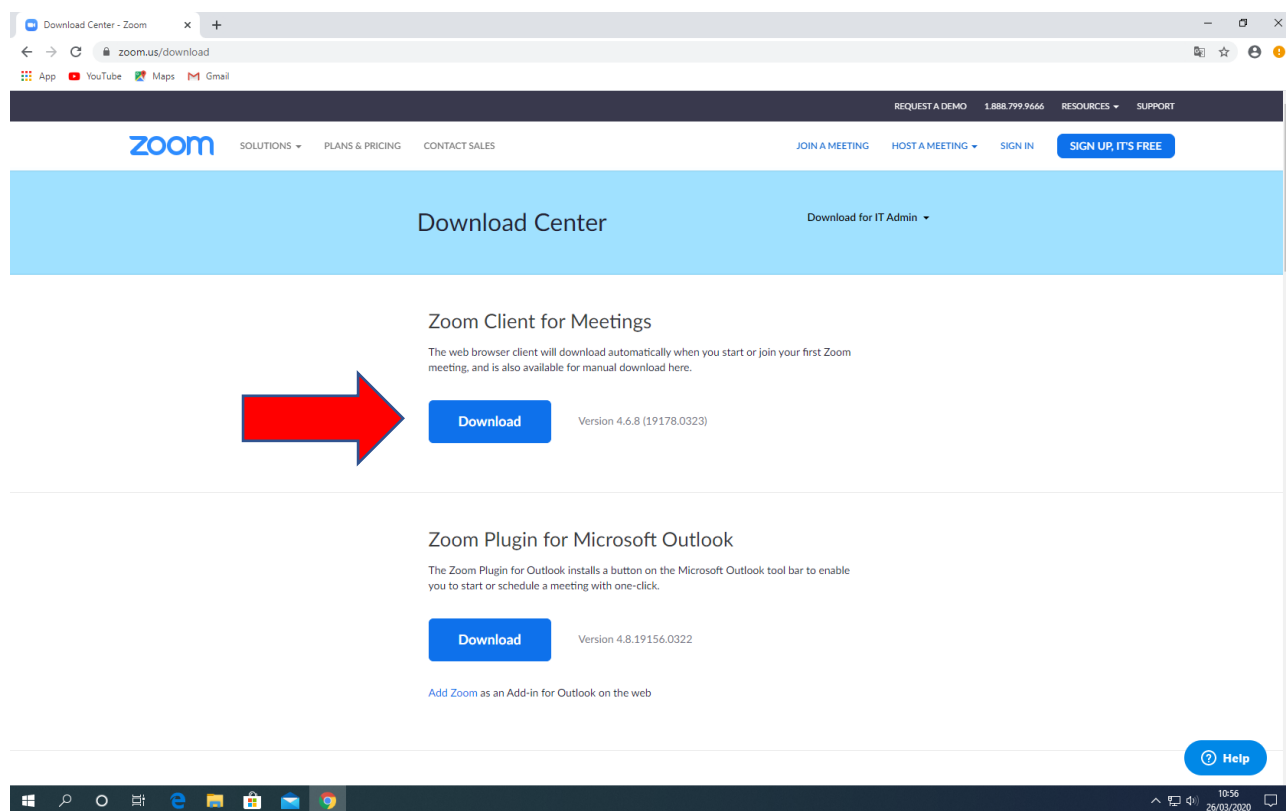 Download Center - Zoom
zoom.us/download
App YouTube Maps Gmail
REQUEST A DEMO 1.888.799.9666 RESOURCES SUPPORT
zoom SOLUTIONS PLANS & PRICING CONTACT SALES JOIN A MEETING HOST A MEETING SIGN IN SIGN UP, IT'S FREE
Download Center Download for IT Admin
Zoom Client for Meetings
The web browser client will download automatically when you start or join your first Zoom
meeting, and is also available for manual download here.
Download Version 4.6.8 (19178.0323)
Zoom Plugin for Microsoft Outlook
The Zoom Plugin for Outlook installs a button on the Microsoft Outlook tool bar to enable
you to start or schedule a meeting with one-click.
Download Version 4.8.19156.0322
Add Zoom as an Add-in for Outlook on the web
Help
10:56
26/03/2020